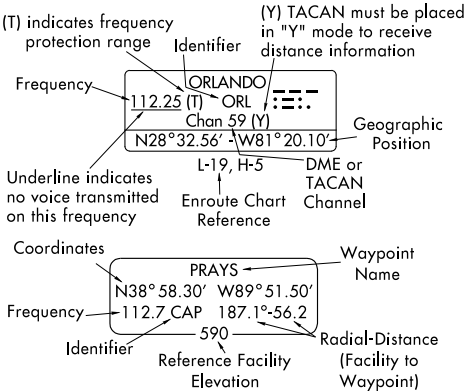 (T) indicates frequency
protection range
Identifier
(Y) TACAN must be placed
in "Y" mode to receive
distance information
Frequency
ORLANDO
112.25 (T) ORL
Chan 59 (Y)
N28°32.56' - W81°20.10'
Geographic
Position
Underline indicates
no voice transmitted
on this frequency
L-19, H-5
Enroute Chart
Reference
DME or
TACAN
Channel
Coordinates
PRAYS
Waypoint
Name
N38°58.30' W89°51.50'
Frequency
112.7 CAP 187.1°-56.2
Identifier
590
Reference Facility
Elevation
Radial-Distance
(Facility to
Waypoint)